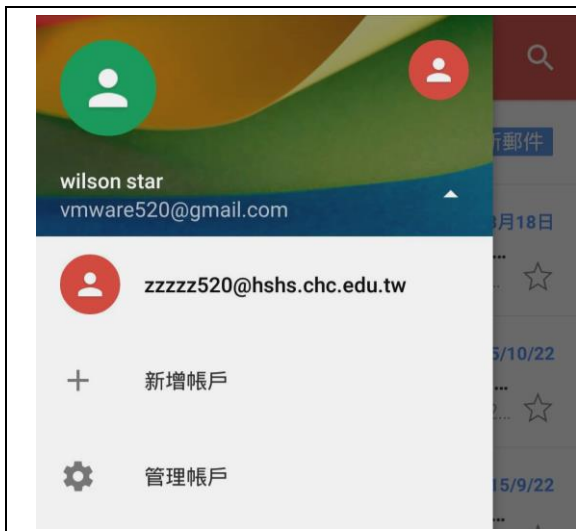 新郵件
wilson star
vmware520@gmail.com
月18日
...
zzzzz520@hshs.chc.edu.tw
5/10/22
...
新增帳戶
2...
管理帳戶
15/9/22
...